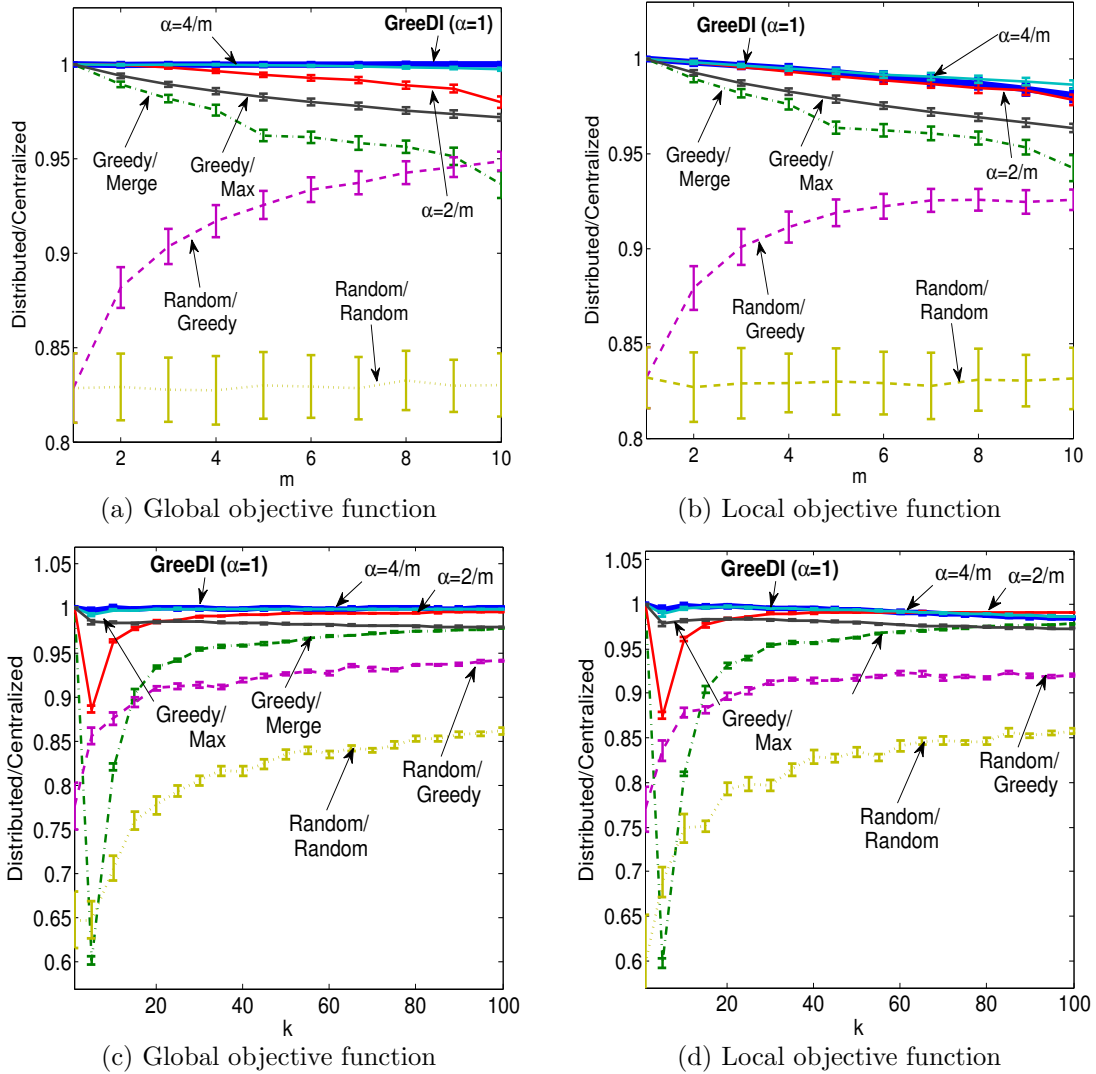 α=4/m
GreeDI (α=1)
1
0.95
0.9
0.85
0.8
Distributed/Centralized
Greedy/
Merge
Greedy/
Max
α=2/m
Random/
Greedy
Random/
Random
2
4
6
8
10
m
(a) Global objective function
GreeDI (α=1)
α=4/m
1
0.95
0.9
0.85
0.8
Distributed/Centralized
Greedy/
Merge
Greedy/
Max
α=2/m
Random/
Greedy
Random/
Random
2
4
6
8
10
m
(b) Local objective function
1.05
1
0.95
0.9
0.85
0.8
0.75
0.7
0.65
0.6
Distributed/Centralized
GreeDI (α=1)
α=4/m
α=2/m
Greedy/
Max
Greedy/
Merge
Random/
Greedy
Random/
Random
20
40
60
80
100
k
(c) Global objective function
1.05
1
0.95
0.9
0.85
0.8
0.75
0.7
0.65
0.6
Distributed/Centralized
GreeDI (α=1)
α=4/m
α=2/m
Greedy/
Max
Random/
Greedy
Random/
Random
20
40
60
80
100
k
(d) Local objective function